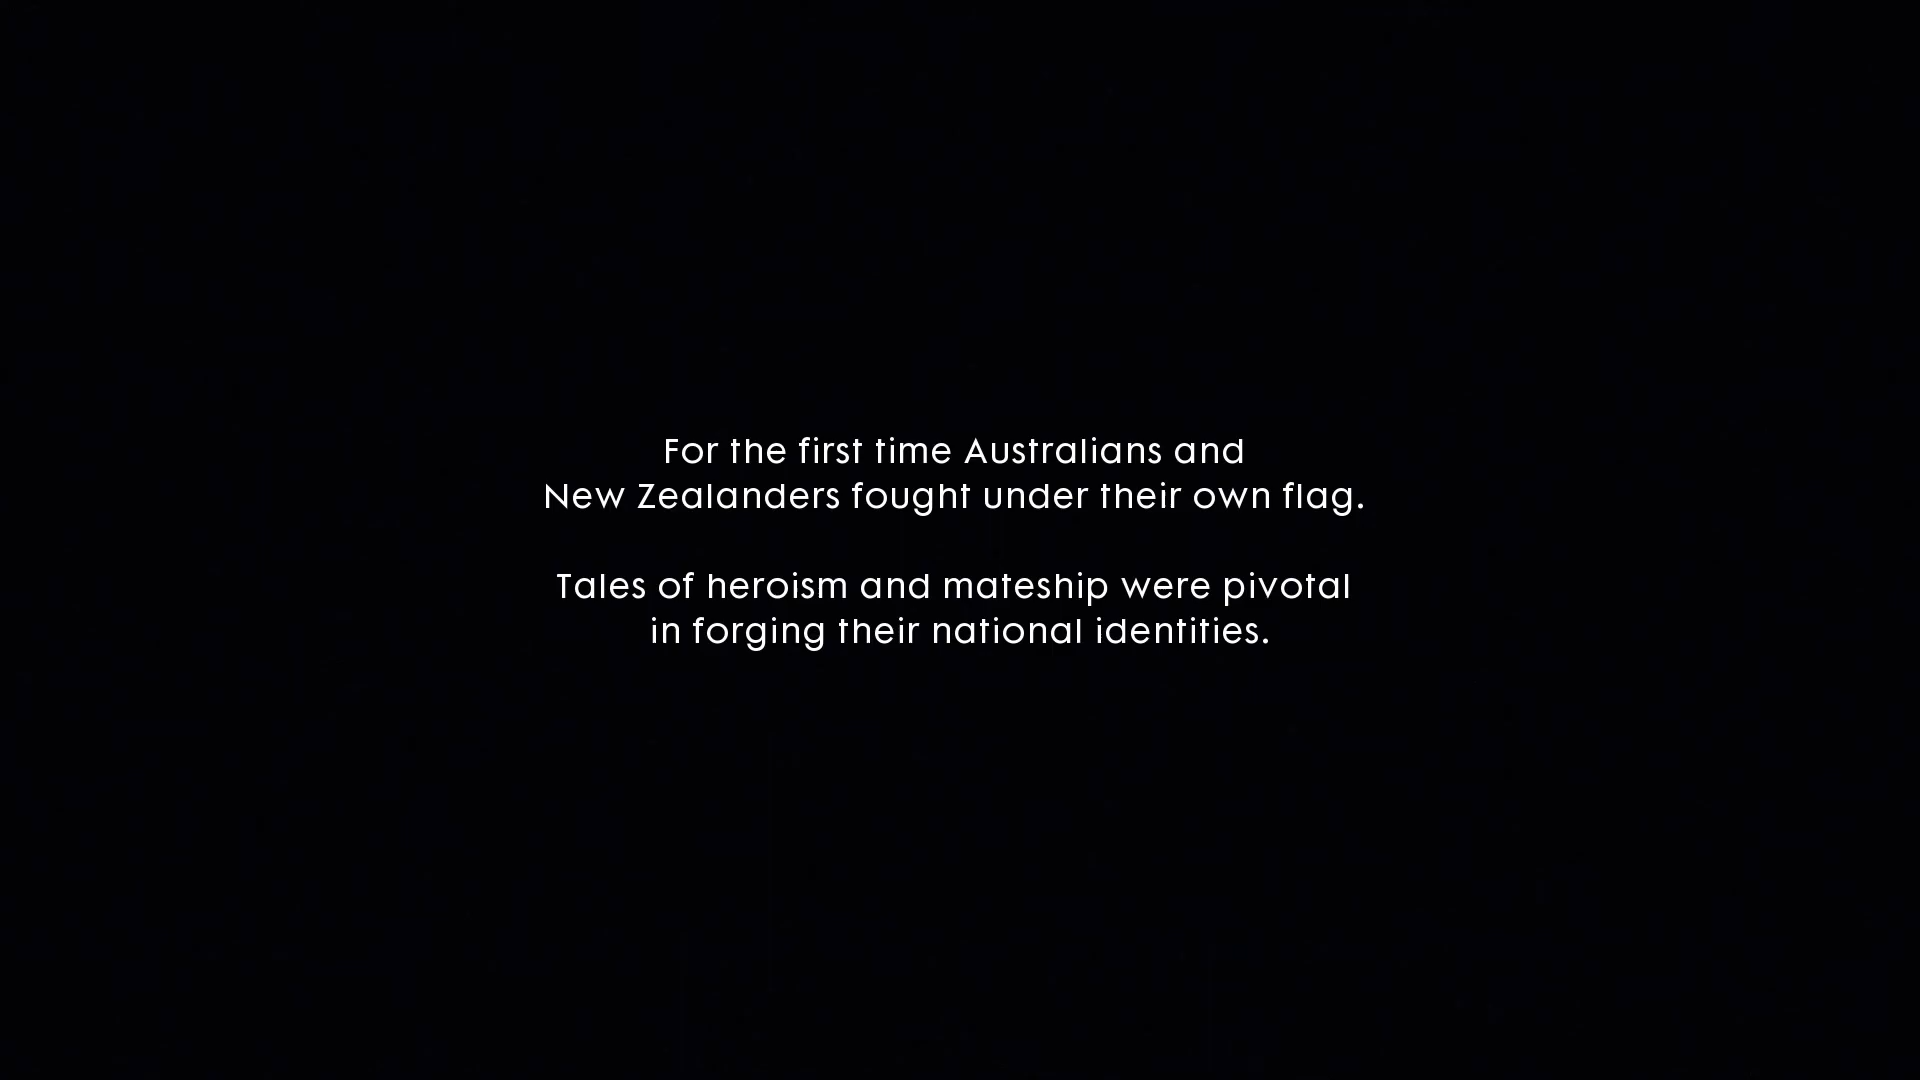 For the first time Australians and
New Zealanders fought under their own flag.
Tales of heroism and mateship were pivotal
in forging their national identities.